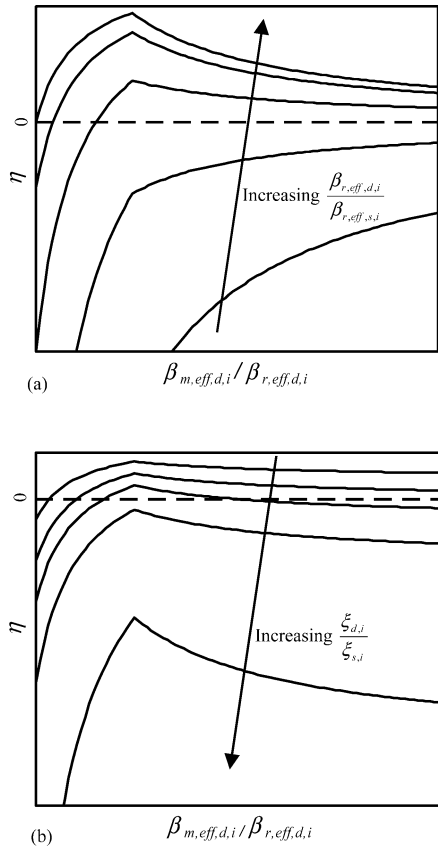 0
η
Increasing β_{r,eff,d,i} / β_{r,eff,s,i}
(a)
β_{m,eff,d,i} / β_{r,eff,d,i}
0
η
Increasing ξ_{d,i} / ξ_{s,i}
(b)
β_{m,eff,d,i} / β_{r,eff,d,i}